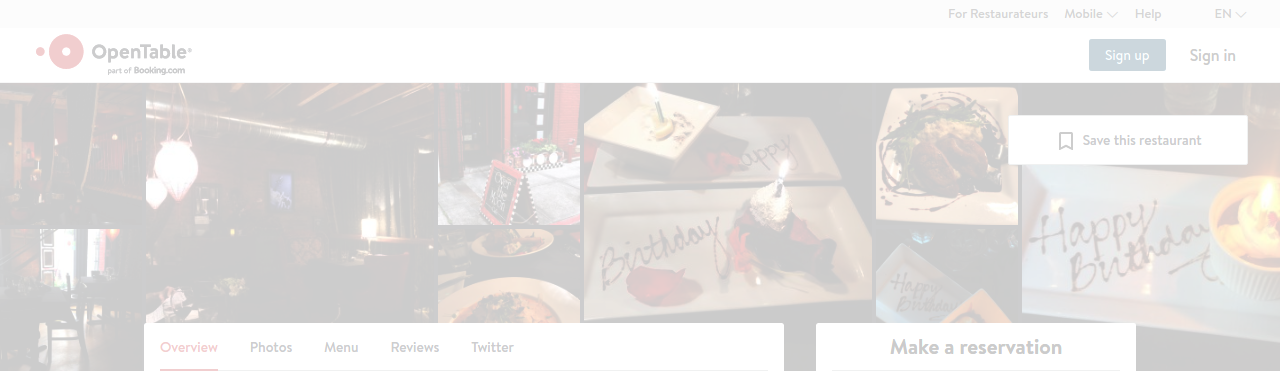 For Restaurateurs Mobile Help EN
OpenTable®
part of Booking.com
Sign up Sign in
Save this restaurant
happy
Birthday
Happy
Birthday
Happy
Birthday
Overview Photos Menu Reviews Twitter
Make a reservation